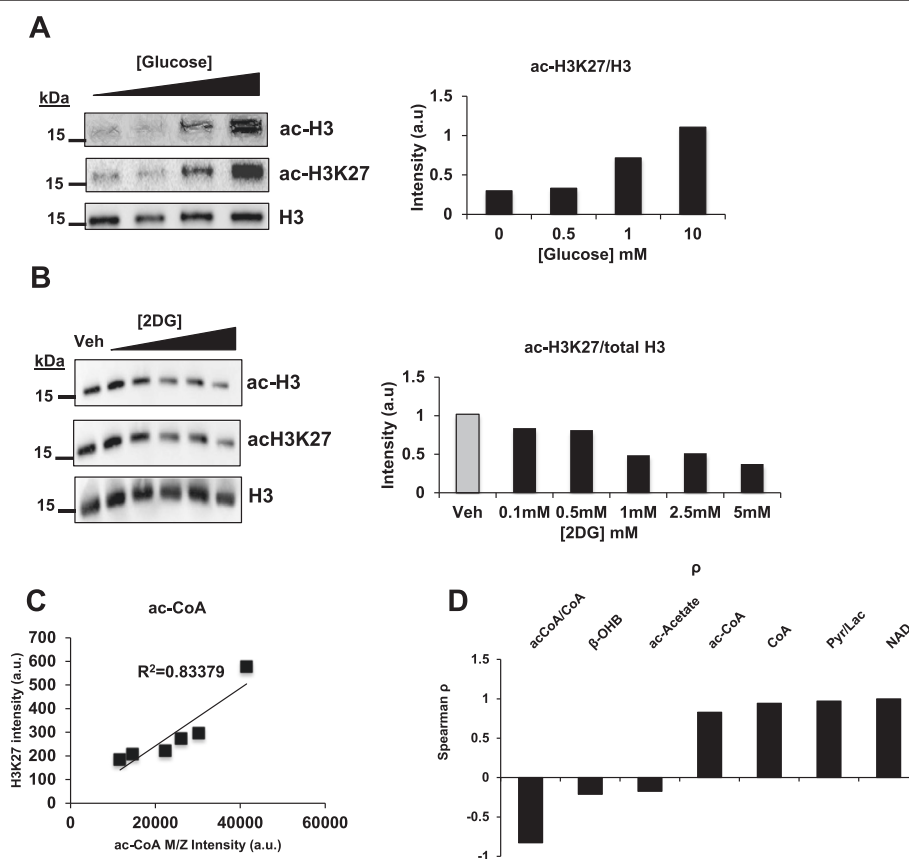 A
[Glucose]
kDa
15
ac-H3
15
ac-H3K27
15
H3
ac-H3K27/H3
Intensity (a.u)
1.5
1
0.5
0
0 0.5 1 10
[Glucose] mM
B
[2DG]
Veh
kDa
15
ac-H3
15
acH3K27
15
H3
ac-H3K27/total H3
Intensity (a.u)
1.5
1
0.5
0
Veh 0.1mM 0.5mM 1mM 2.5mM 5mM
[2DG] mM
C
ac-CoA
H3K27 intensity (a.u.)
700
600
500
400
300
200
100
0
R²=0.83379
0 20000 40000 60000
ac-CoA M/Z Intensity (a.u.)
D
ρ
acCoA/CoA
β-OHB
ac-Acetate
ac-CoA
CoA
Pyr/Lac
NAD
Spearman ρ
1.5
1
0.5
0
-0.5
-1